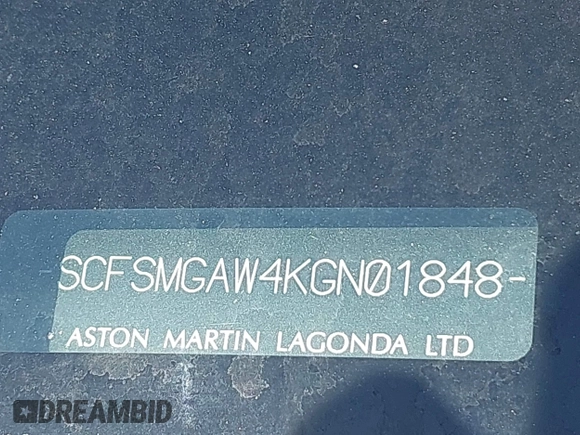 SCFSMGAW4KGN01848-
ASTON MARTIN LAGONDA LTD
DREAMBID